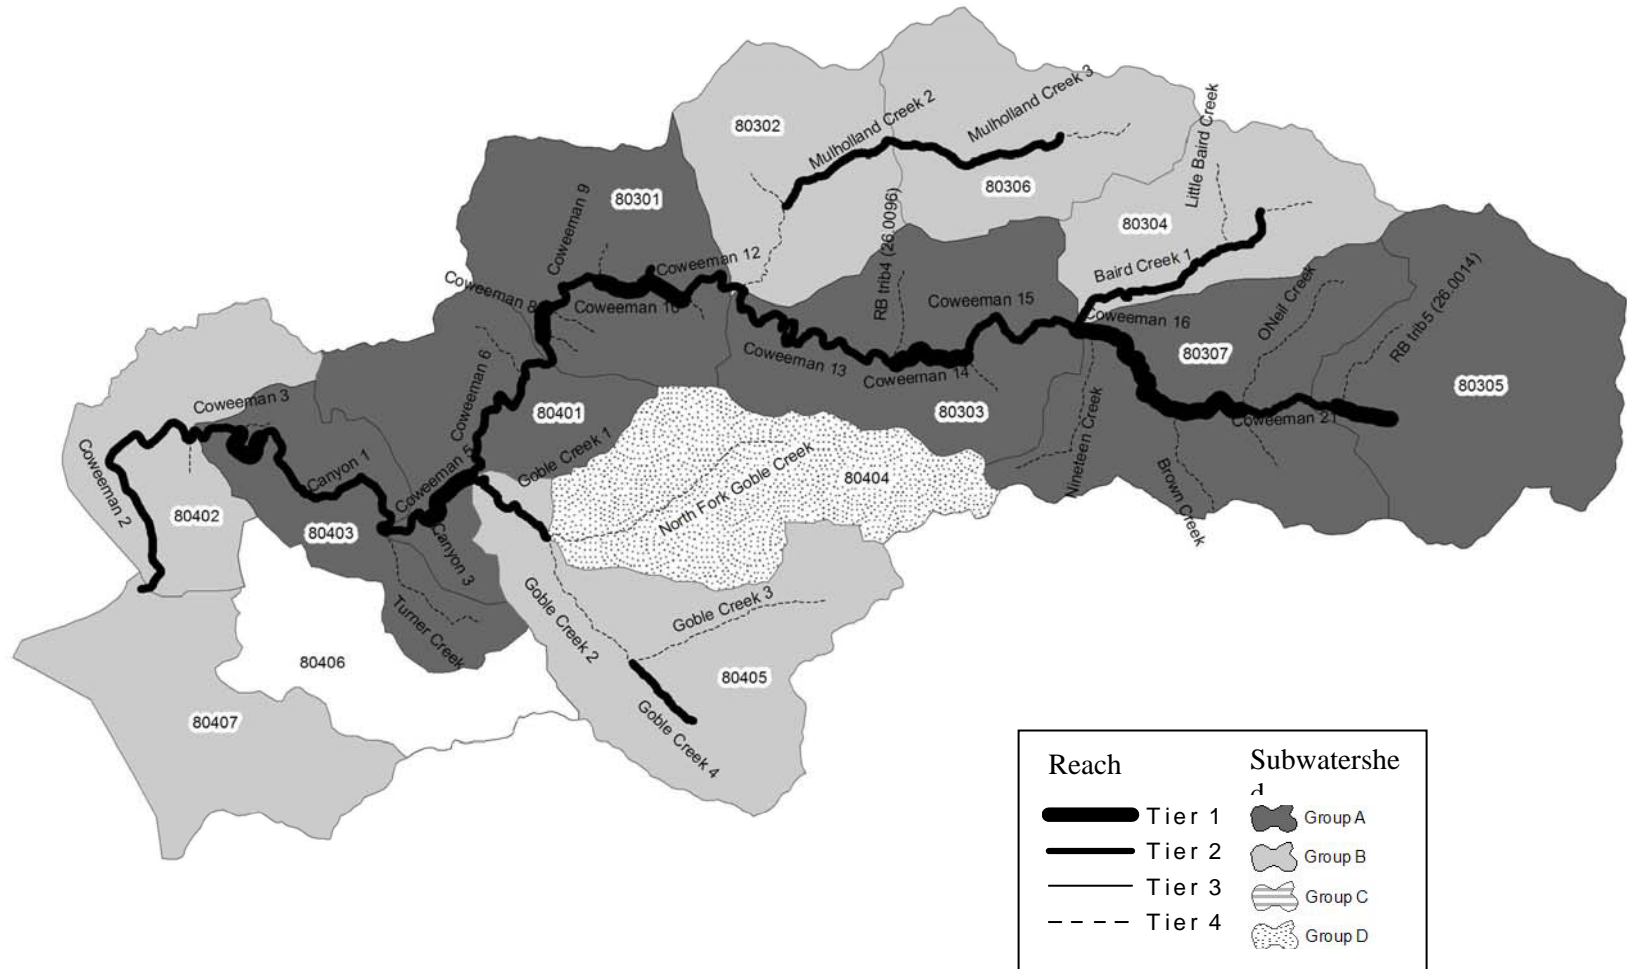 80302
Mulholland Creek 2
Mulholland Creek 3
80306
Little Baird Creek
80304
Baird Creek 1
80301
Coweeman 9
Coweeman 12
Coweeman 8
Coweeman 10
RB trib4 (26.0096)
Coweeman 15
Coweeman 16
ONeil Creek
RB trib5 (26.0014)
80307
80305
Coweeman 13
Coweeman 14
80303
Nineteen Creek
Coweeman 21
Brown Creek
Coweeman 6
80401
Coweeman 3
Coweeman 2
80402
Canyon 1
80403
Coweeman 5
Canyon 3
Goble Creek 1
North Fork Goble Creek
80404
Turner Creek
Goble Creek 2
Goble Creek 3
80405
Goble Creek 4
80406
80407
Reach
Tier 1
Tier 2
Tier 3
Tier 4
Subwatershe
d
Group A
Group B
Group C
Group D